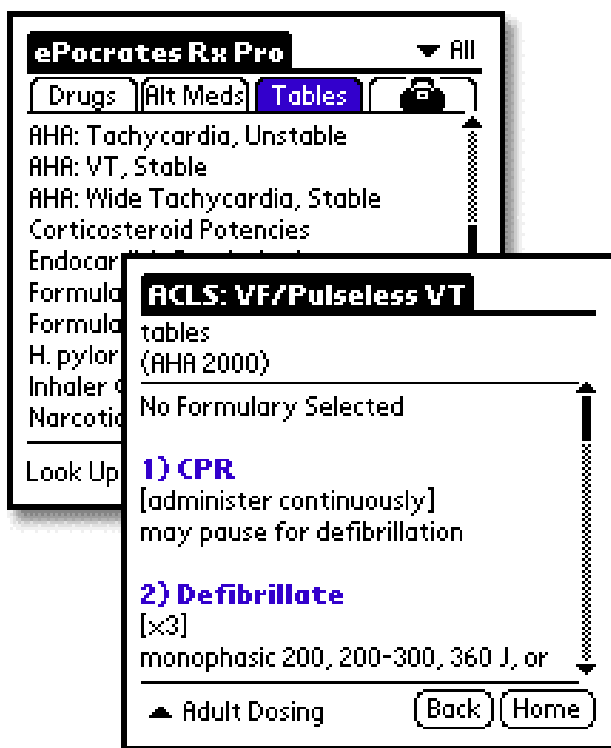 ePocrates Rx Pro
All
Drugs
Alt Meds
Tables
AHA: Tachycardia, Unstable
AHA: VT, Stable
AHA: Wide Tachycardia, Stable
Corticosteroid Potencies
Formula
Formula
H. pylor
Inhaler
Narcotic
Look Up
ACLS: VF/Pulseless VT
tables
(AHA 2000)
No Formulary Selected
1) CPR
[administer continuously]
may pause for defibrillation
2) Defibrillate
[x3]
monophasic 200, 200-300, 360 J, or
Adult Dosing
Back
Home